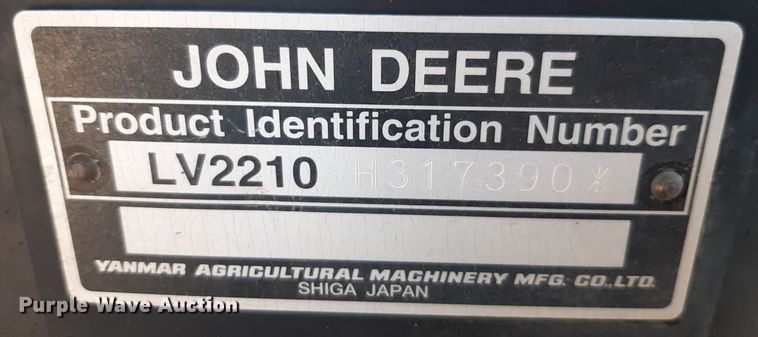 JOHN DEERE
Product Identification Number
LV2210 H317390*
YANMAR AGRICULTURAL MACHINERY MFG. CO.,LTD.
SHIGA JAPAN
Purple Wave Auction